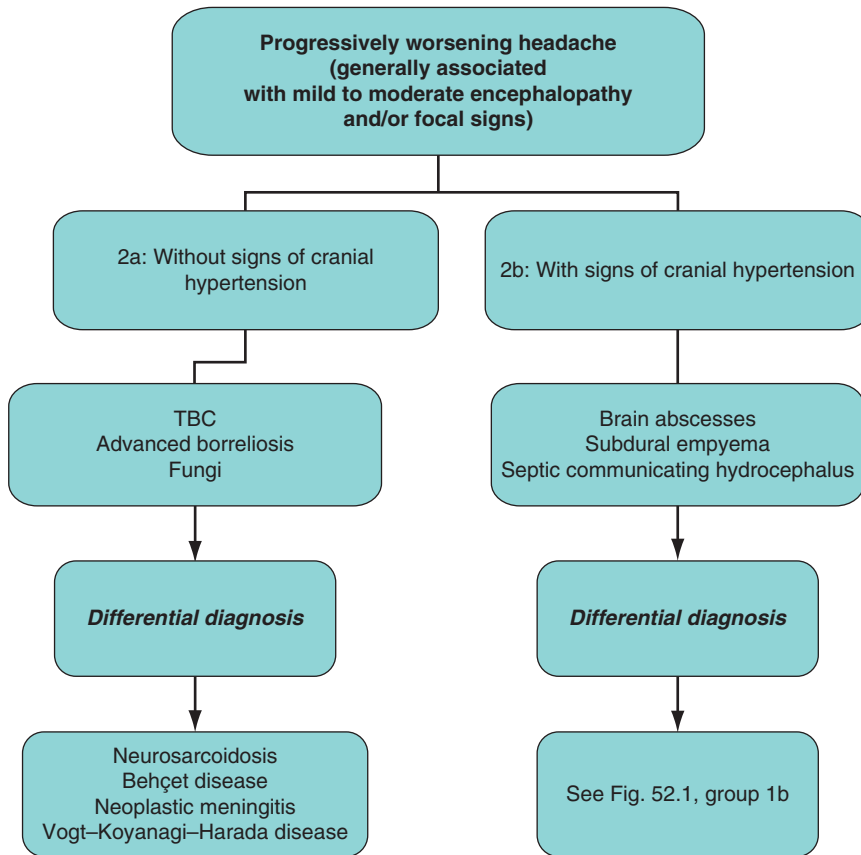 Progressively worsening headache
(generally associated
with mild to moderate encephalopathy
and/or focal signs)
2a: Without signs of cranial
hypertension
2b: With signs of cranial hypertension
TBC
Advanced borreliosis
Fungi
Brain abscesses
Subdural empyema
Septic communicating hydrocephalus
Differential diagnosis
Differential diagnosis
Neurosarcoidosis
Behçet disease
Neoplastic meningitis
Vogt–Koyanagi–Harada disease
See Fig. 52.1, group 1b